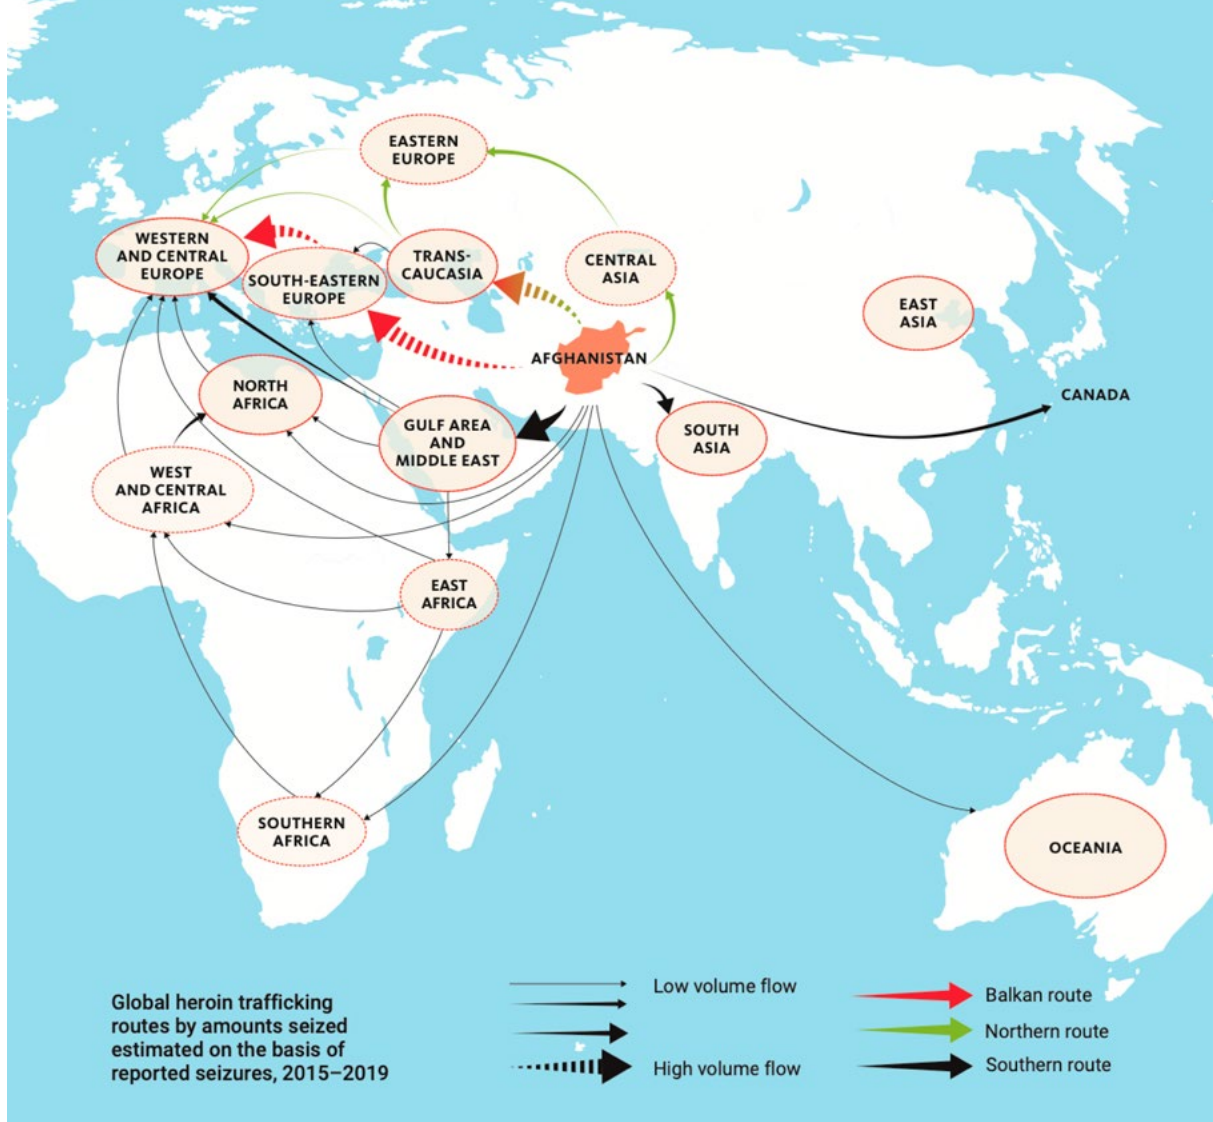 EASTERN
EUROPE
WESTERN
AND CENTRAL
EUROPE
SOUTH-EASTERN
EUROPE
TRANS-
CAUCASIA
CENTRAL
ASIA
EAST
ASIA
AFGHANISTAN
CANADA
NORTH
AFRICA
GULF AREA
AND
MIDDLE EAST
SOUTH
ASIA
WEST
AND CENTRAL
AFRICA
EAST
AFRICA
SOUTHERN
AFRICA
OCEANIA
Global heroin trafficking
routes by amounts seized
estimated on the basis of
reported seizures, 2015–2019
Low volume flow
High volume flow
Balkan route
Northern route
Southern route